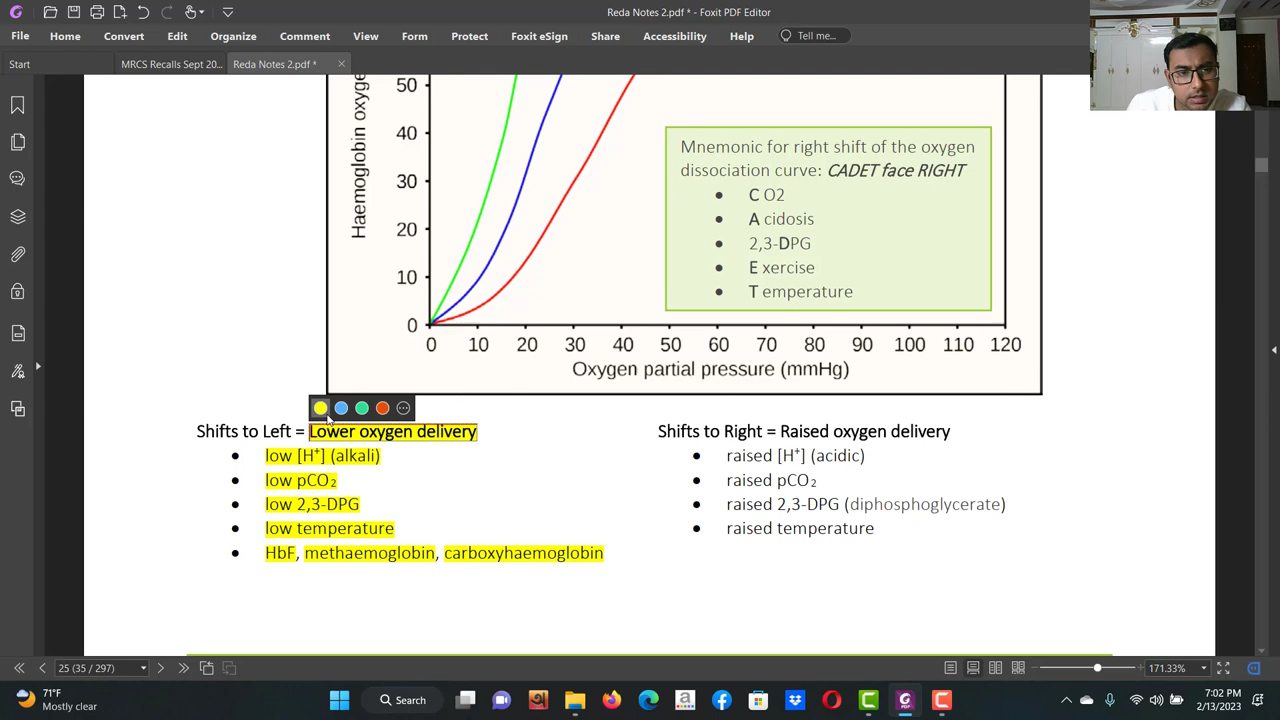 Reda Notes 2.pdf * - Foxit PDF Editor
File Home Convert Edit Organize Comment View Form Protect Foxit eSign Share Accessibility Help Tell me...
Start MRCS Recalls Sept 20... Reda Notes 2.pdf *
Haemoglobin oxyge
50
40
30
20
10
0
Mnemonic for right shift of the oxygen
dissociation curve: CADET face RIGHT
• C O2
• A cidosis
• 2,3-DPG
• E xercise
• T emperature
0 10 20 30 40 50 60 70 80 90 100 110 120
Oxygen partial pressure (mmHg)
Shifts to Left = Lower oxygen delivery
• low [H⁺] (alkali)
• low pCO₂
• low 2,3-DPG
• low temperature
• HbF, methaemoglobin, carboxyhaemoglobin
Shifts to Right = Raised oxygen delivery
• raised [H⁺] (acidic)
• raised pCO₂
• raised 2,3-DPG (diphosphoglycerate)
• raised temperature
25 (35 / 297) 171.33%
71°F
Mostly clear
Search
7:02 PM
2/13/2023